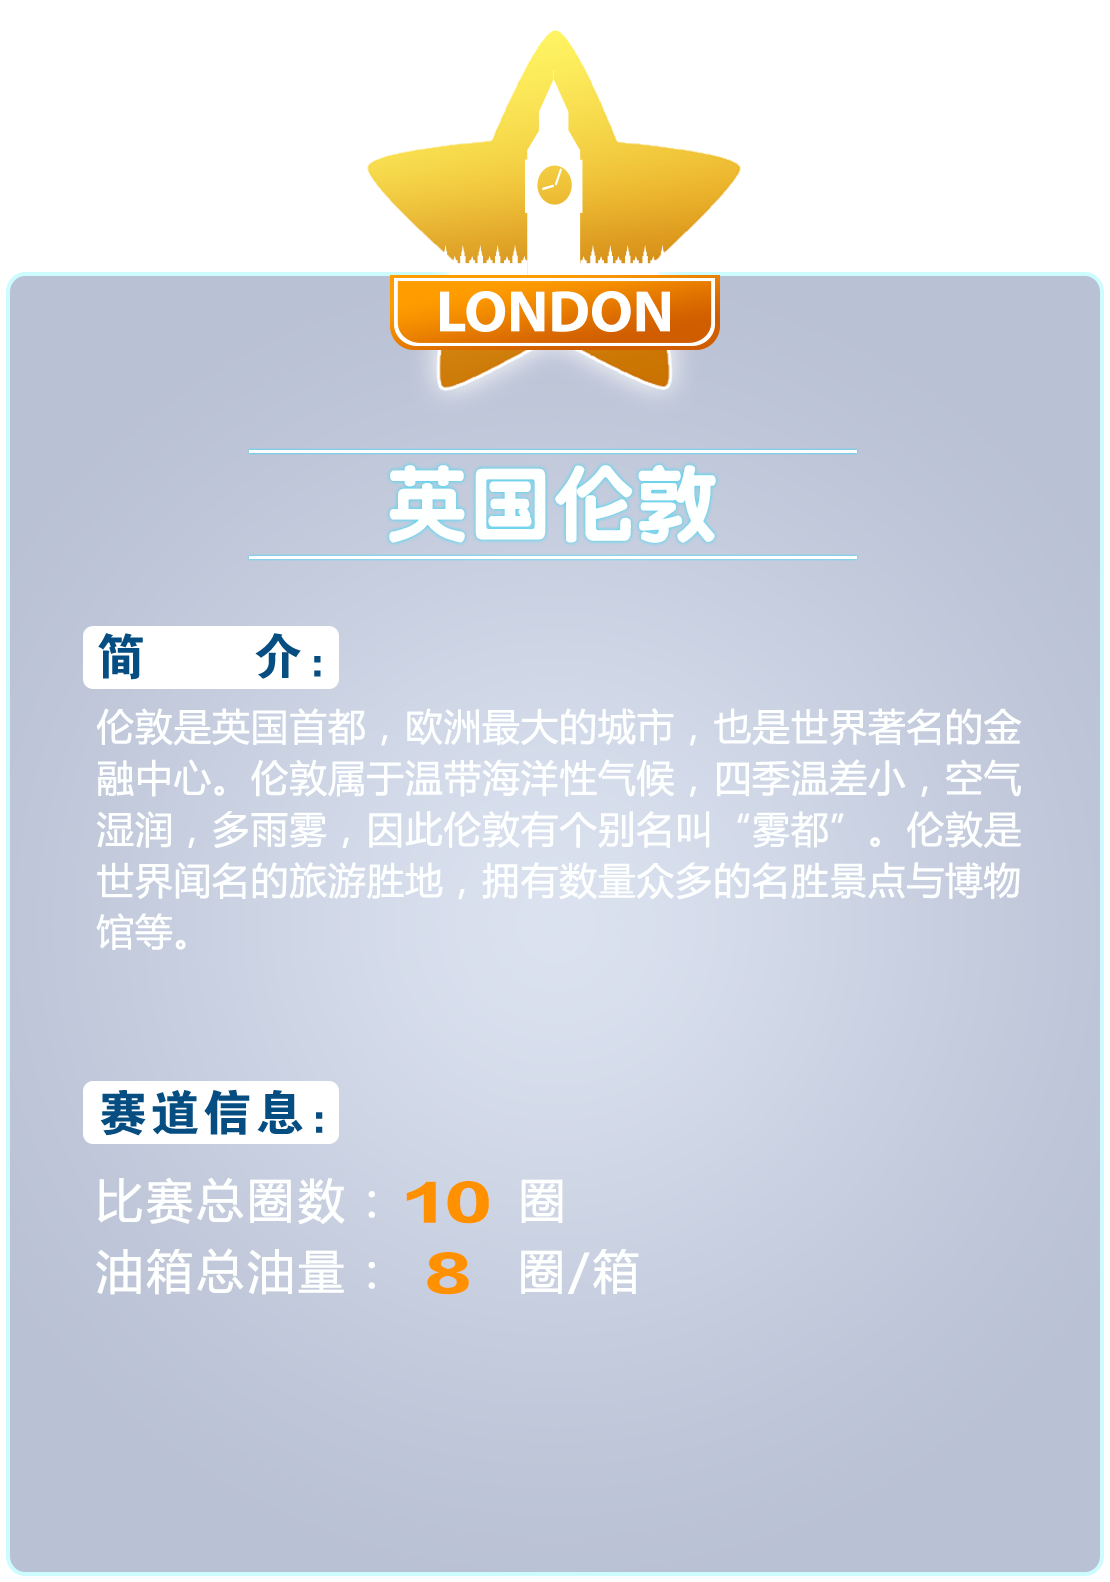 LONDON
英国伦敦
简 介：
伦敦是英国首都，欧洲最大的城市，也是世界著名的金
融中心。伦敦属于温带海洋性气候，四季温差小，空气
湿润，多雨雾，因此伦敦有个别名叫“雾都”。伦敦是
世界闻名的旅游胜地，拥有数量众多的名胜景点与博物
馆等。
赛道信息：
比赛总圈数：10 圈
油箱总油量：8 圈/箱